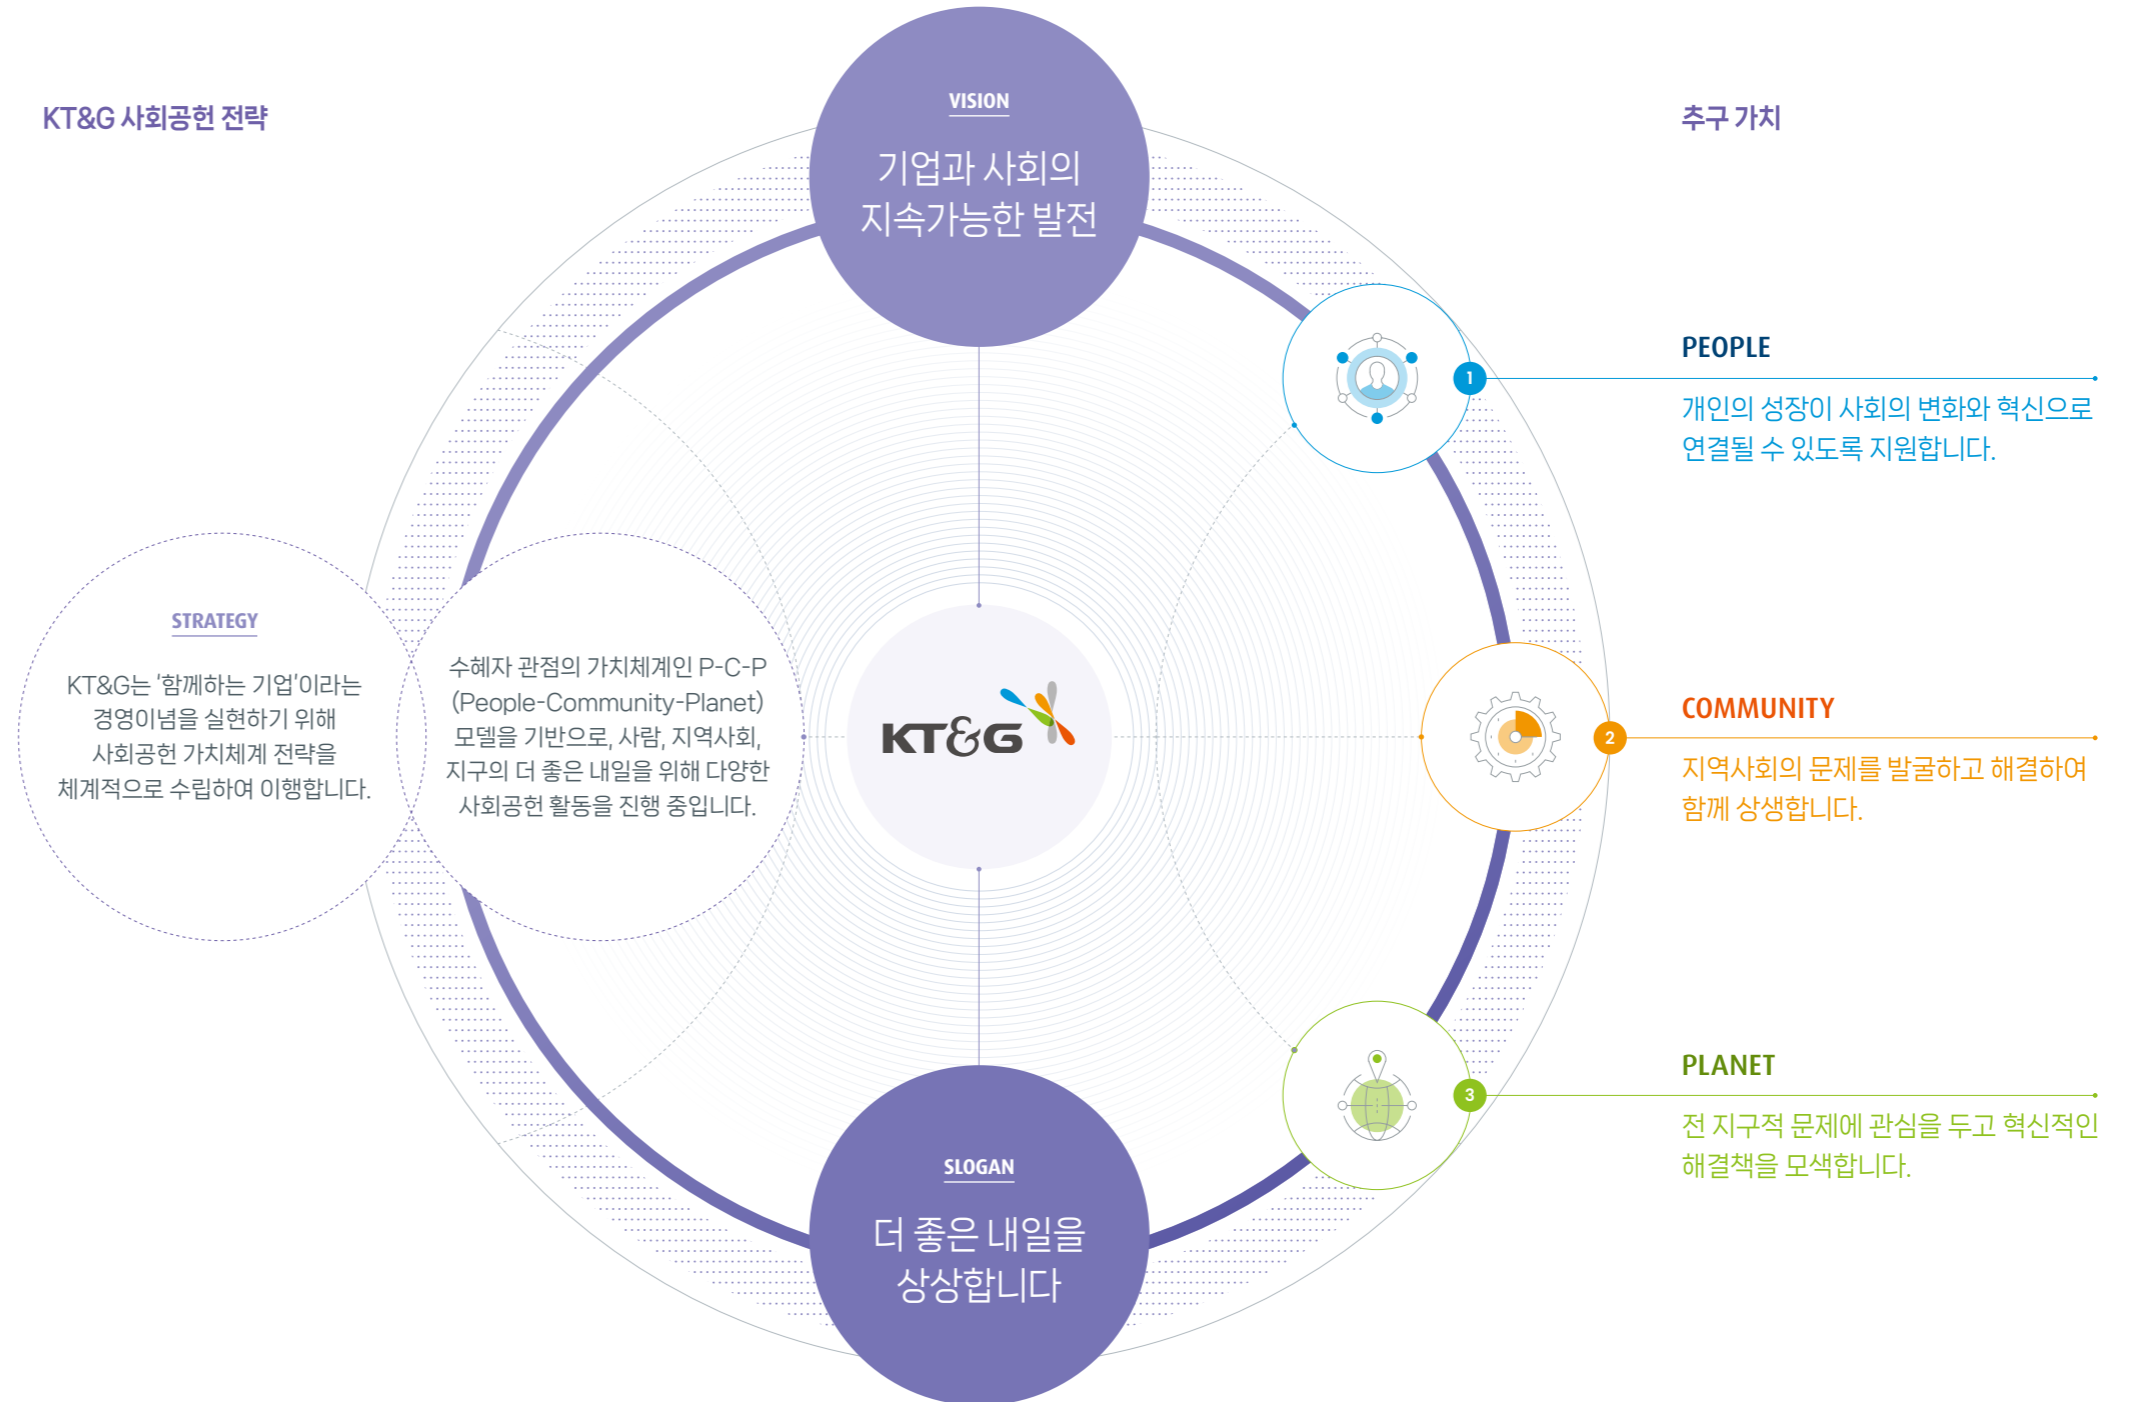 KT&G 사회공헌 전략
VISION
기업과 사회의
지속가능한 발전
STRATEGY
KT&G는 ‘함께하는 기업’이라는
경영이념을 실현하기 위해
사회공헌 가치체계 전략을
체계적으로 수립하여 이행합니다.
수혜자 관점의 가치체계인 P-C-P
(People-Community-Planet)
모델을 기반으로, 사람, 지역사회,
지구의 더 좋은 내일을 위해 다양한
사회공헌 활동을 진행 중입니다.
KT&G
SLOGAN
더 좋은 내일을
상상합니다
추구 가치
1
PEOPLE
개인의 성장이 사회의 변화와 혁신으로
연결될 수 있도록 지원합니다.
2
COMMUNITY
지역사회의 문제를 발굴하고 해결하여
함께 상생합니다.
3
PLANET
전 지구적 문제에 관심을 두고 혁신적인
해결책을 모색합니다.